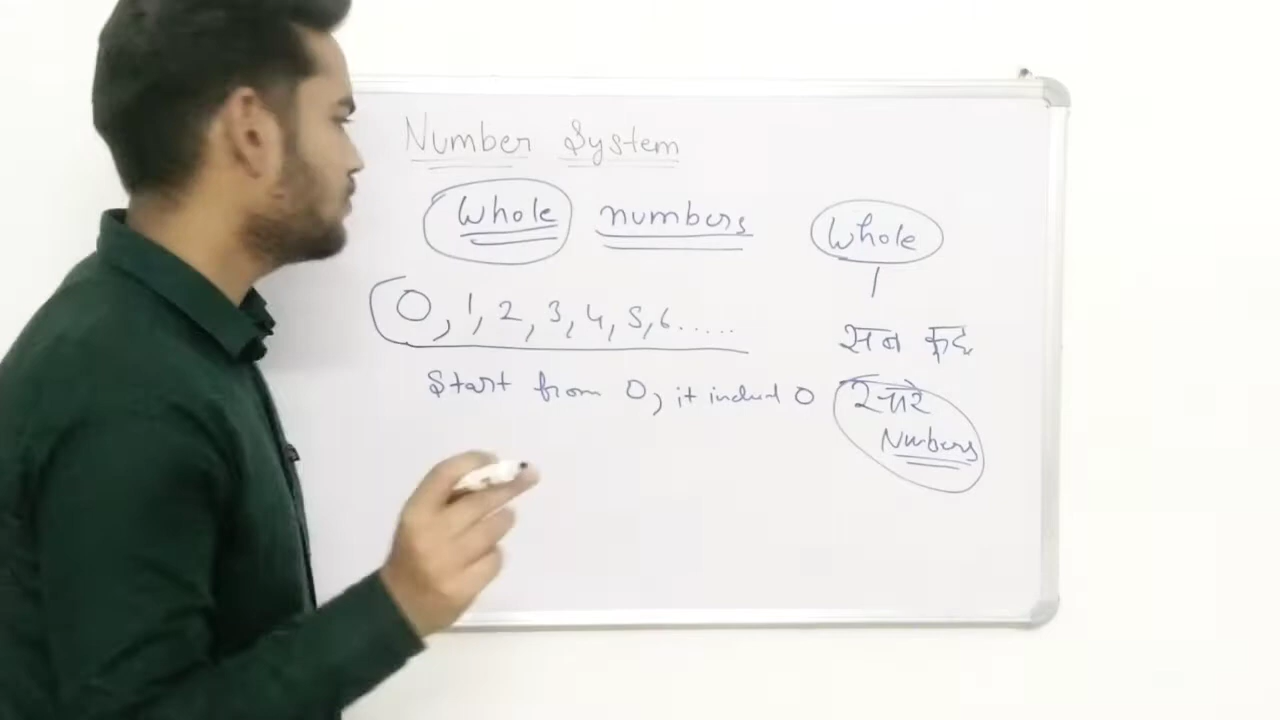 Number System
Whole numbers
0, 1, 2, 3, 4, 5, 6.....
Start from 0, it includ 0
Whole
सब कुछ
सारे
Numbers